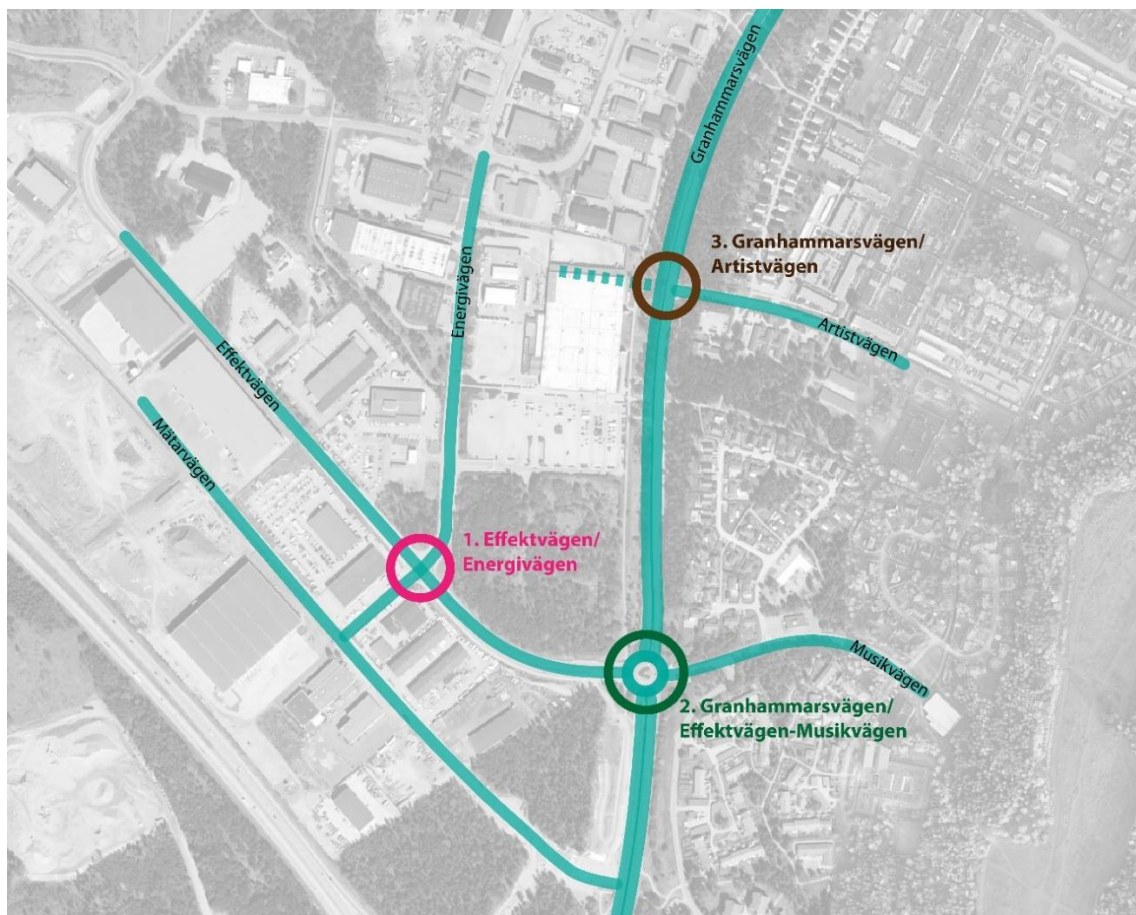 Granhammarsvägen
3. Granhammarsvägen/
Artistvägen
Energivägen
Artistvägen
Effektvägen
Mätarvägen
1. Effektvägen/
Energivägen
Musikvägen
2. Granhammarsvägen/
Effektvägen-Musikvägen